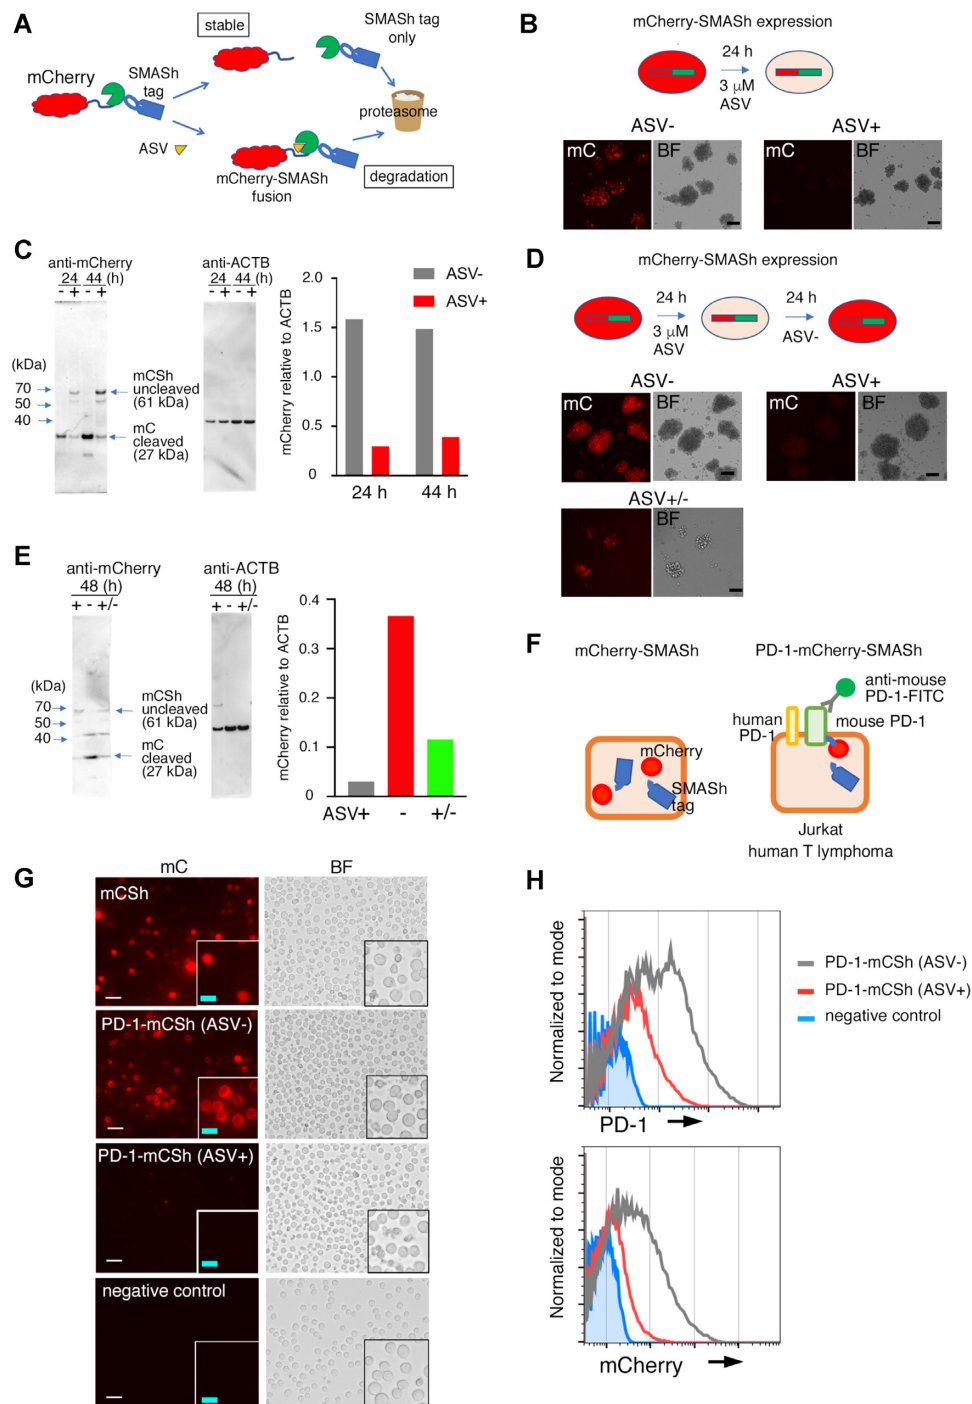 A
stable
SMASh tag
only
mCherry
SMASh
tag
proteasome
ASV
mCherry-SMASh
fusion
degradation
B
mCherry-SMASh expression
24 h
3 μM
ASV
ASV-
ASV+
mC
BF
mC
BF
C
anti-mCherry
24 44 (h)
- + - +
anti-ACTB
24 44 (h)
- + - +
(kDa)
70
50
40
mCSh
uncleaved
(61 kDa)
mC
cleaved
(27 kDa)
mCherry relative to ACTB
2.0
1.5
1.0
0.5
0
ASV-
ASV+
24 h
44 h
D
mCherry-SMASh expression
24 h
3 μM
ASV
24 h
ASV-
ASV-
ASV+
mC
BF
mC
BF
ASV+/-
BF
E
anti-mCherry
48 (h)
+ - +/-
anti-ACTB
48 (h)
+ - +/-
(kDa)
70
50
40
mCSh
uncleaved
(61 kDa)
mC
cleaved
(27 kDa)
mCherry relative to ACTB
0.4
0.3
0.2
0.1
0
ASV+ - +/-
F
mCherry-SMASh
PD-1-mCherry-SMASh
anti-mouse
PD-1-FITC
human
PD-1
mouse PD-1
mCherry
SMASh
tag
Jurkat
human T lymphoma
G
mC
BF
mCSh
PD-1-mCSh (ASV-)
PD-1-mCSh (ASV+)
negative control
H
Normalized to mode
PD-1
PD-1-mCSh (ASV-)
PD-1-mCSh (ASV+)
negative control
Normalized to mode
mCherry